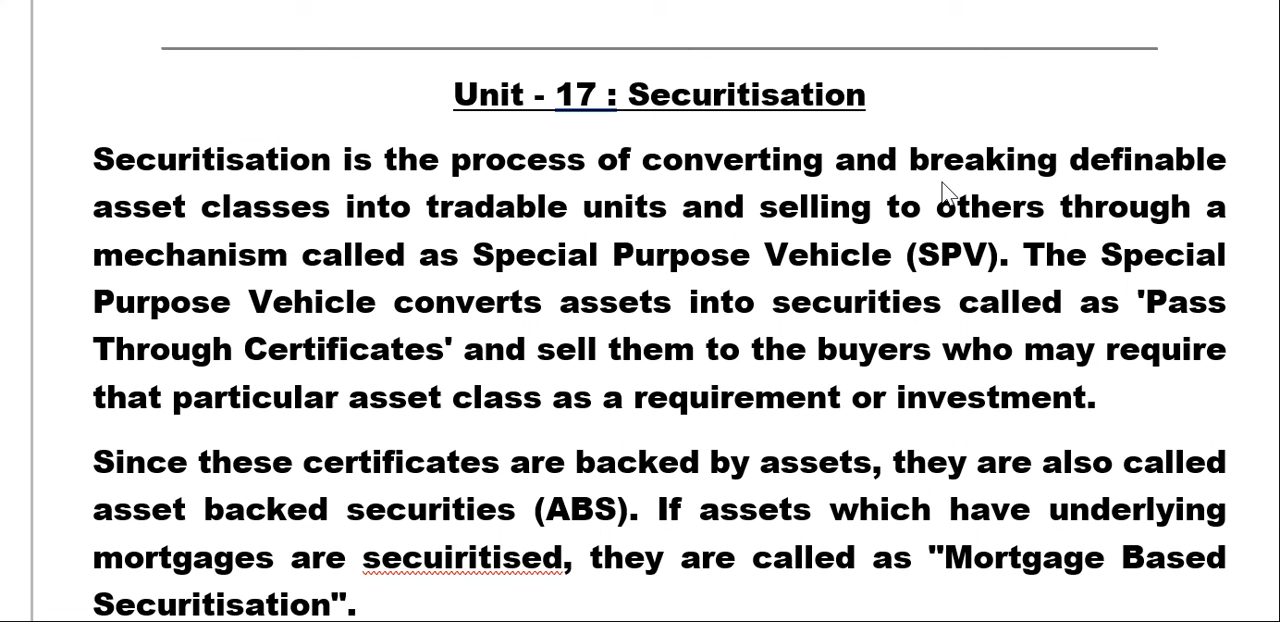 Unit - 17 : Securitisation
Securitisation is the process of converting and breaking definable
asset classes into tradable units and selling to others through a
mechanism called as Special Purpose Vehicle (SPV). The Special
Purpose Vehicle converts assets into securities called as 'Pass
Through Certificates' and sell them to the buyers who may require
that particular asset class as a requirement or investment.
Since these certificates are backed by assets, they are also called
asset backed securities (ABS). If assets which have underlying
mortgages are secuiritised, they are called as "Mortgage Based
Securitisation".